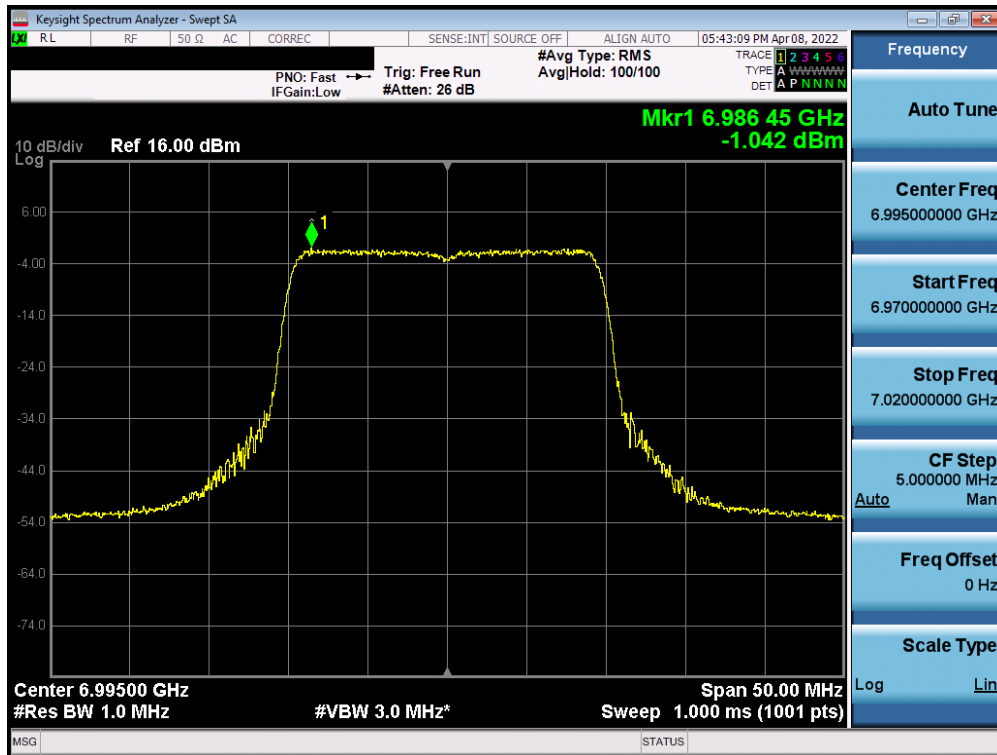 Keysight Spectrum Analyzer - Swept SA
LXI RL RF 50 Ω AC CORREC SENSE:INT SOURCE OFF ALIGN AUTO 05:43:09 PM Apr 08, 2022
PNO: Fast
IFGain:Low
Trig: Free Run
#Atten: 26 dB
#Avg Type: RMS
Avg|Hold: 100/100
TRACE 1 2 3 4 5 6
TYPE A WWWWW
DET A P N N N N
Mkr1 6.986 45 GHz
-1.042 dBm
10 dB/div
Log
Ref 16.00 dBm
1
6.00
-4.00
-14.0
-24.0
-34.0
-44.0
-54.0
-64.0
-74.0
Center 6.99500 GHz
Span 50.00 MHz
#Res BW 1.0 MHz
#VBW 3.0 MHz*
Sweep 1.000 ms (1001 pts)
MSG
STATUS
Frequency
Auto Tune
Center Freq
6.995000000 GHz
Start Freq
6.970000000 GHz
Stop Freq
7.020000000 GHz
CF Step
5.000000 MHz
Auto Man
Freq Offset
0 Hz
Scale Type
Log Lin